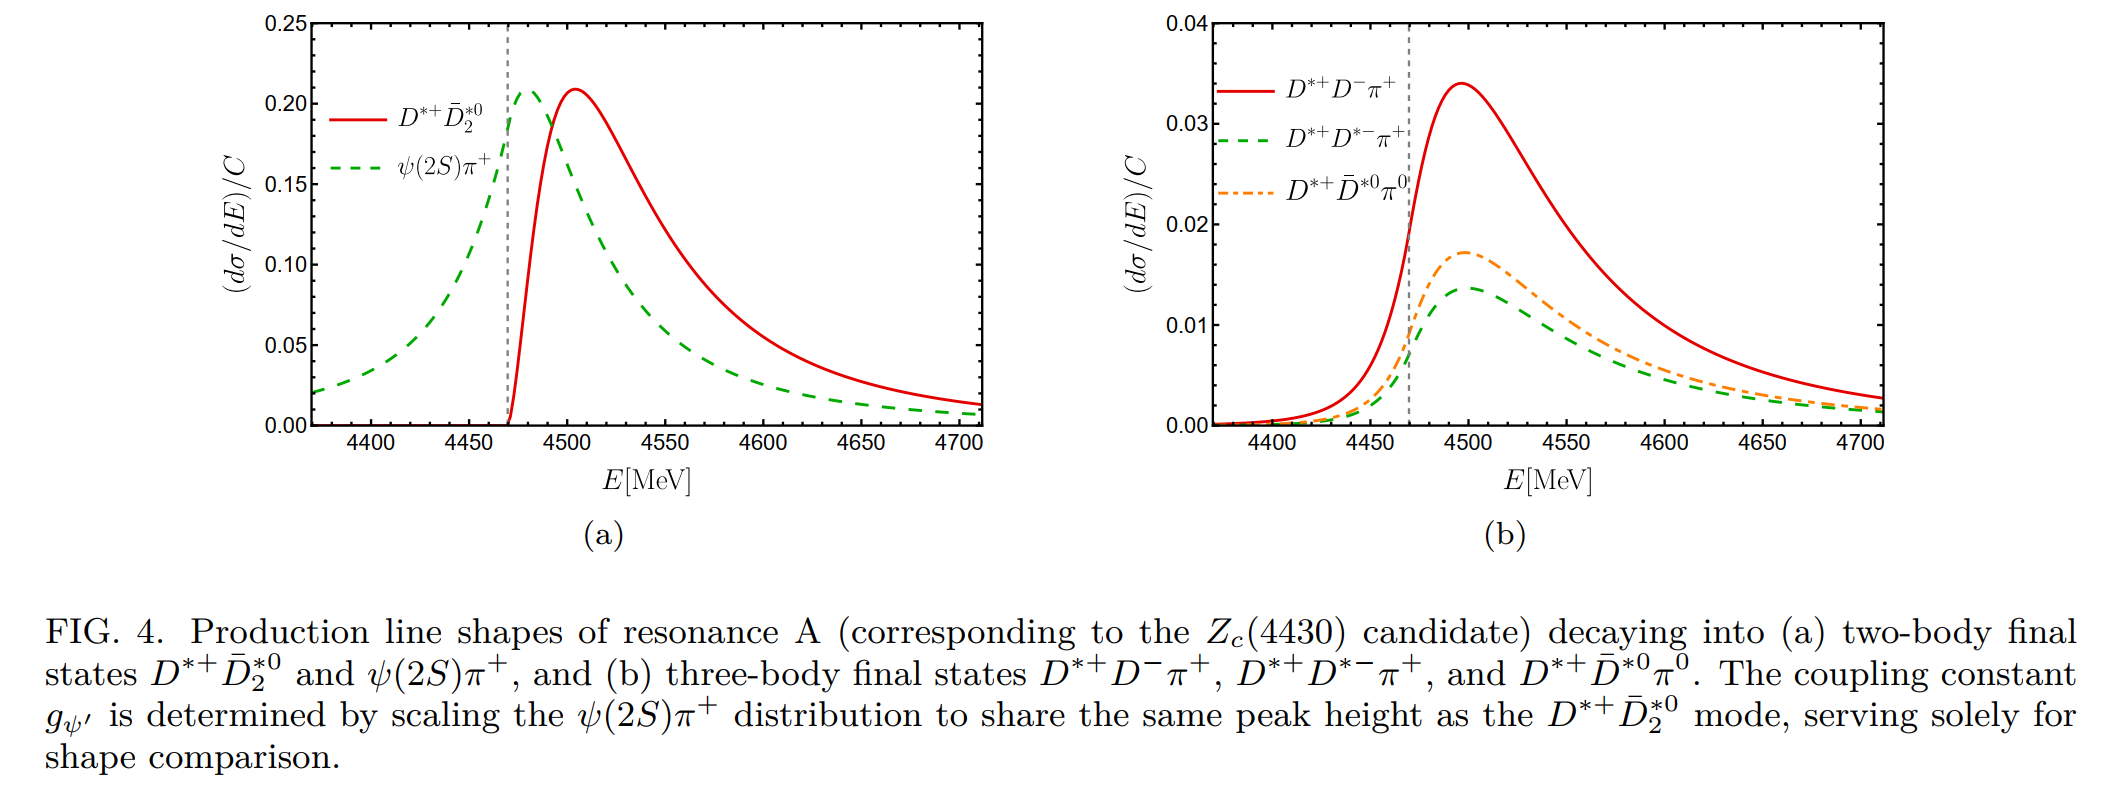 0.25
0.20
0.15
0.10
0.05
0.00
(dσ/dE)/C
D*+D̄2*0
ψ(2S)π+
4400 4450 4500 4550 4600 4650 4700
E[MeV]
(a)
0.04
0.03
0.02
0.01
0.00
(dσ/dE)/C
D*+D−π+
D*+D*−π+
D*+D̄*0π0
4400 4450 4500 4550 4600 4650 4700
E[MeV]
(b)
FIG. 4. Production line shapes of resonance A (corresponding to the Zc(4430) candidate) decaying into (a) two-body final
states D*+D̄2*0 and ψ(2S)π+, and (b) three-body final states D*+D−π+, D*+D*−π+, and D*+D̄*0π0. The coupling constant
gψ′ is determined by scaling the ψ(2S)π+ distribution to share the same peak height as the D*+D̄2*0 mode, serving solely for
shape comparison.